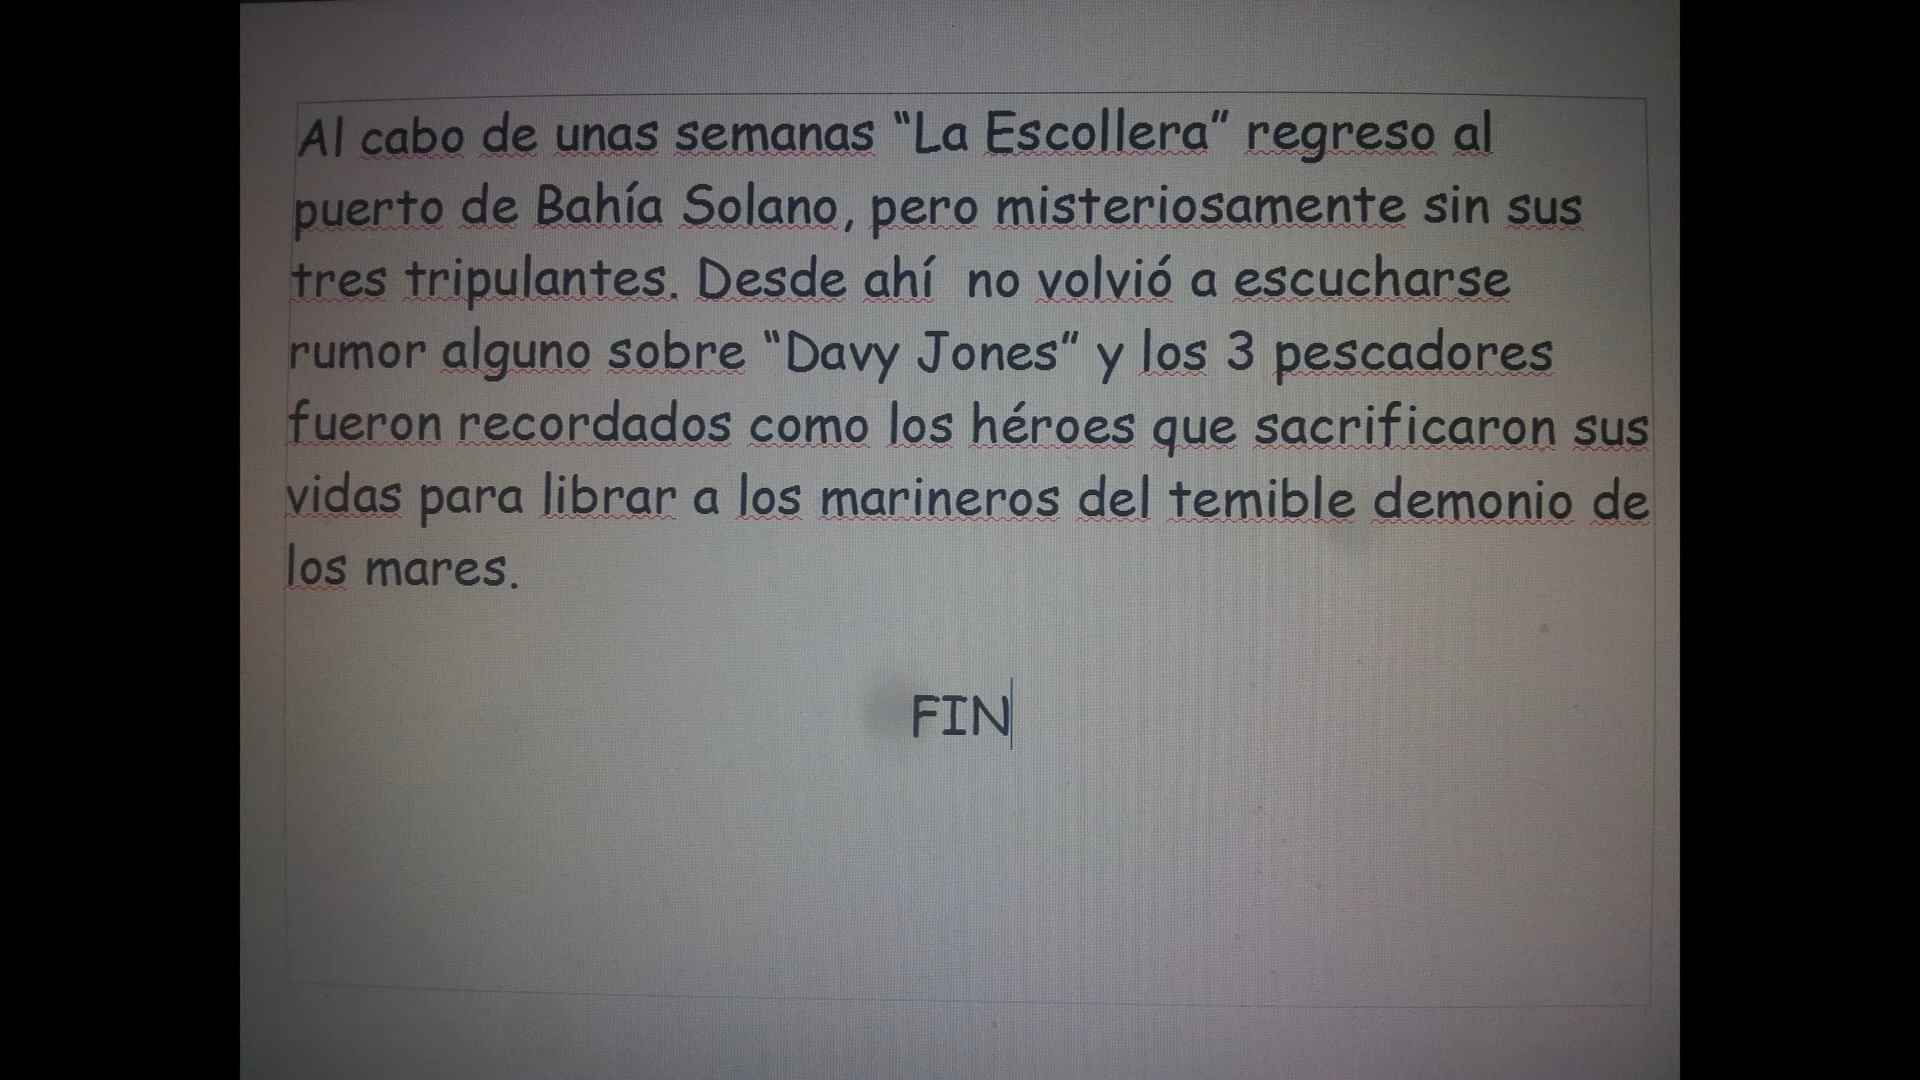 Al cabo de unas semanas “La Escollera” regreso al
puerto de Bahía Solano, pero misteriosamente sin sus
tres tripulantes. Desde ahí  no volvió a escucharse
rumor alguno sobre “Davy Jones” y los 3 pescadores
fueron recordados como los héroes que sacrificaron sus
vidas para librar a los marineros del temible demonio de
los mares.
FIN